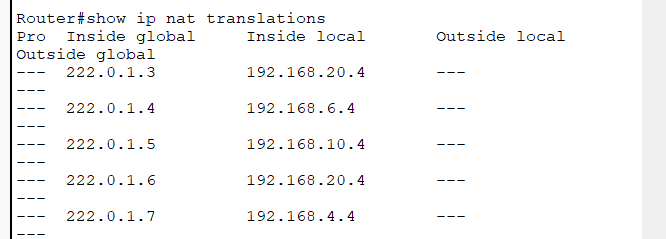 Router#show ip nat translations
Pro  Inside global     Inside local       Outside local
Outside global
---  222.0.1.3         192.168.20.4       ---
---
---  222.0.1.4         192.168.6.4        ---
---
---  222.0.1.5         192.168.10.4       ---
---
---  222.0.1.6         192.168.20.4       ---
---
---  222.0.1.7         192.168.4.4        ---
---